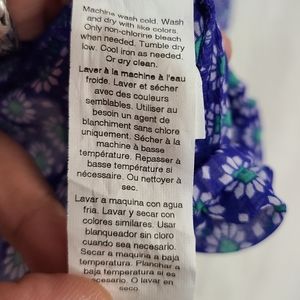 Machine wash cold. Wash
and dry with like colors.
Only non-chlorine bleach
when needed. Tumble dry
low. Cool iron as needed.
Or dry clean.
Laver à la machine à l'eau
froide. Laver et sécher
avec des couleurs
semblables. Utiliser au
besoin un agent de
blanchiment sans chlore
uniquement. Sécher à la
machine à basse
température. Repasser à
basse température si
nécessaire. Ou nettoyer à
sec.
Lavar a maquina con agua
fria. Lavar y secar con
colores similares. Usar
blanqueador sin cloro
cuando sea necesario.
Secar a maquina a baja
temperatura. Planchar a
baja temperatura si es
necesario. O lavar en
seco.